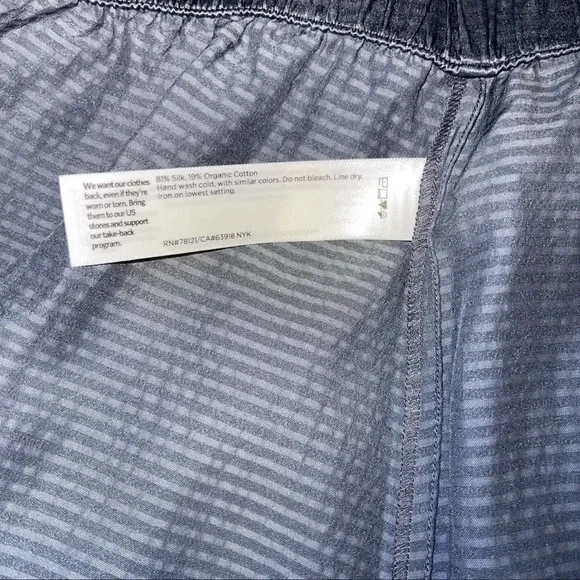 We want our clothes
back, even if they're
worn or torn. Bring
them to our US
stores and support
our take-back
program.
81% Silk, 19% Organic Cotton
Hand wash cold, with similar colors. Do not bleach. Line dry.
Iron on lowest setting.
RN#78121/CA#63918 NYK